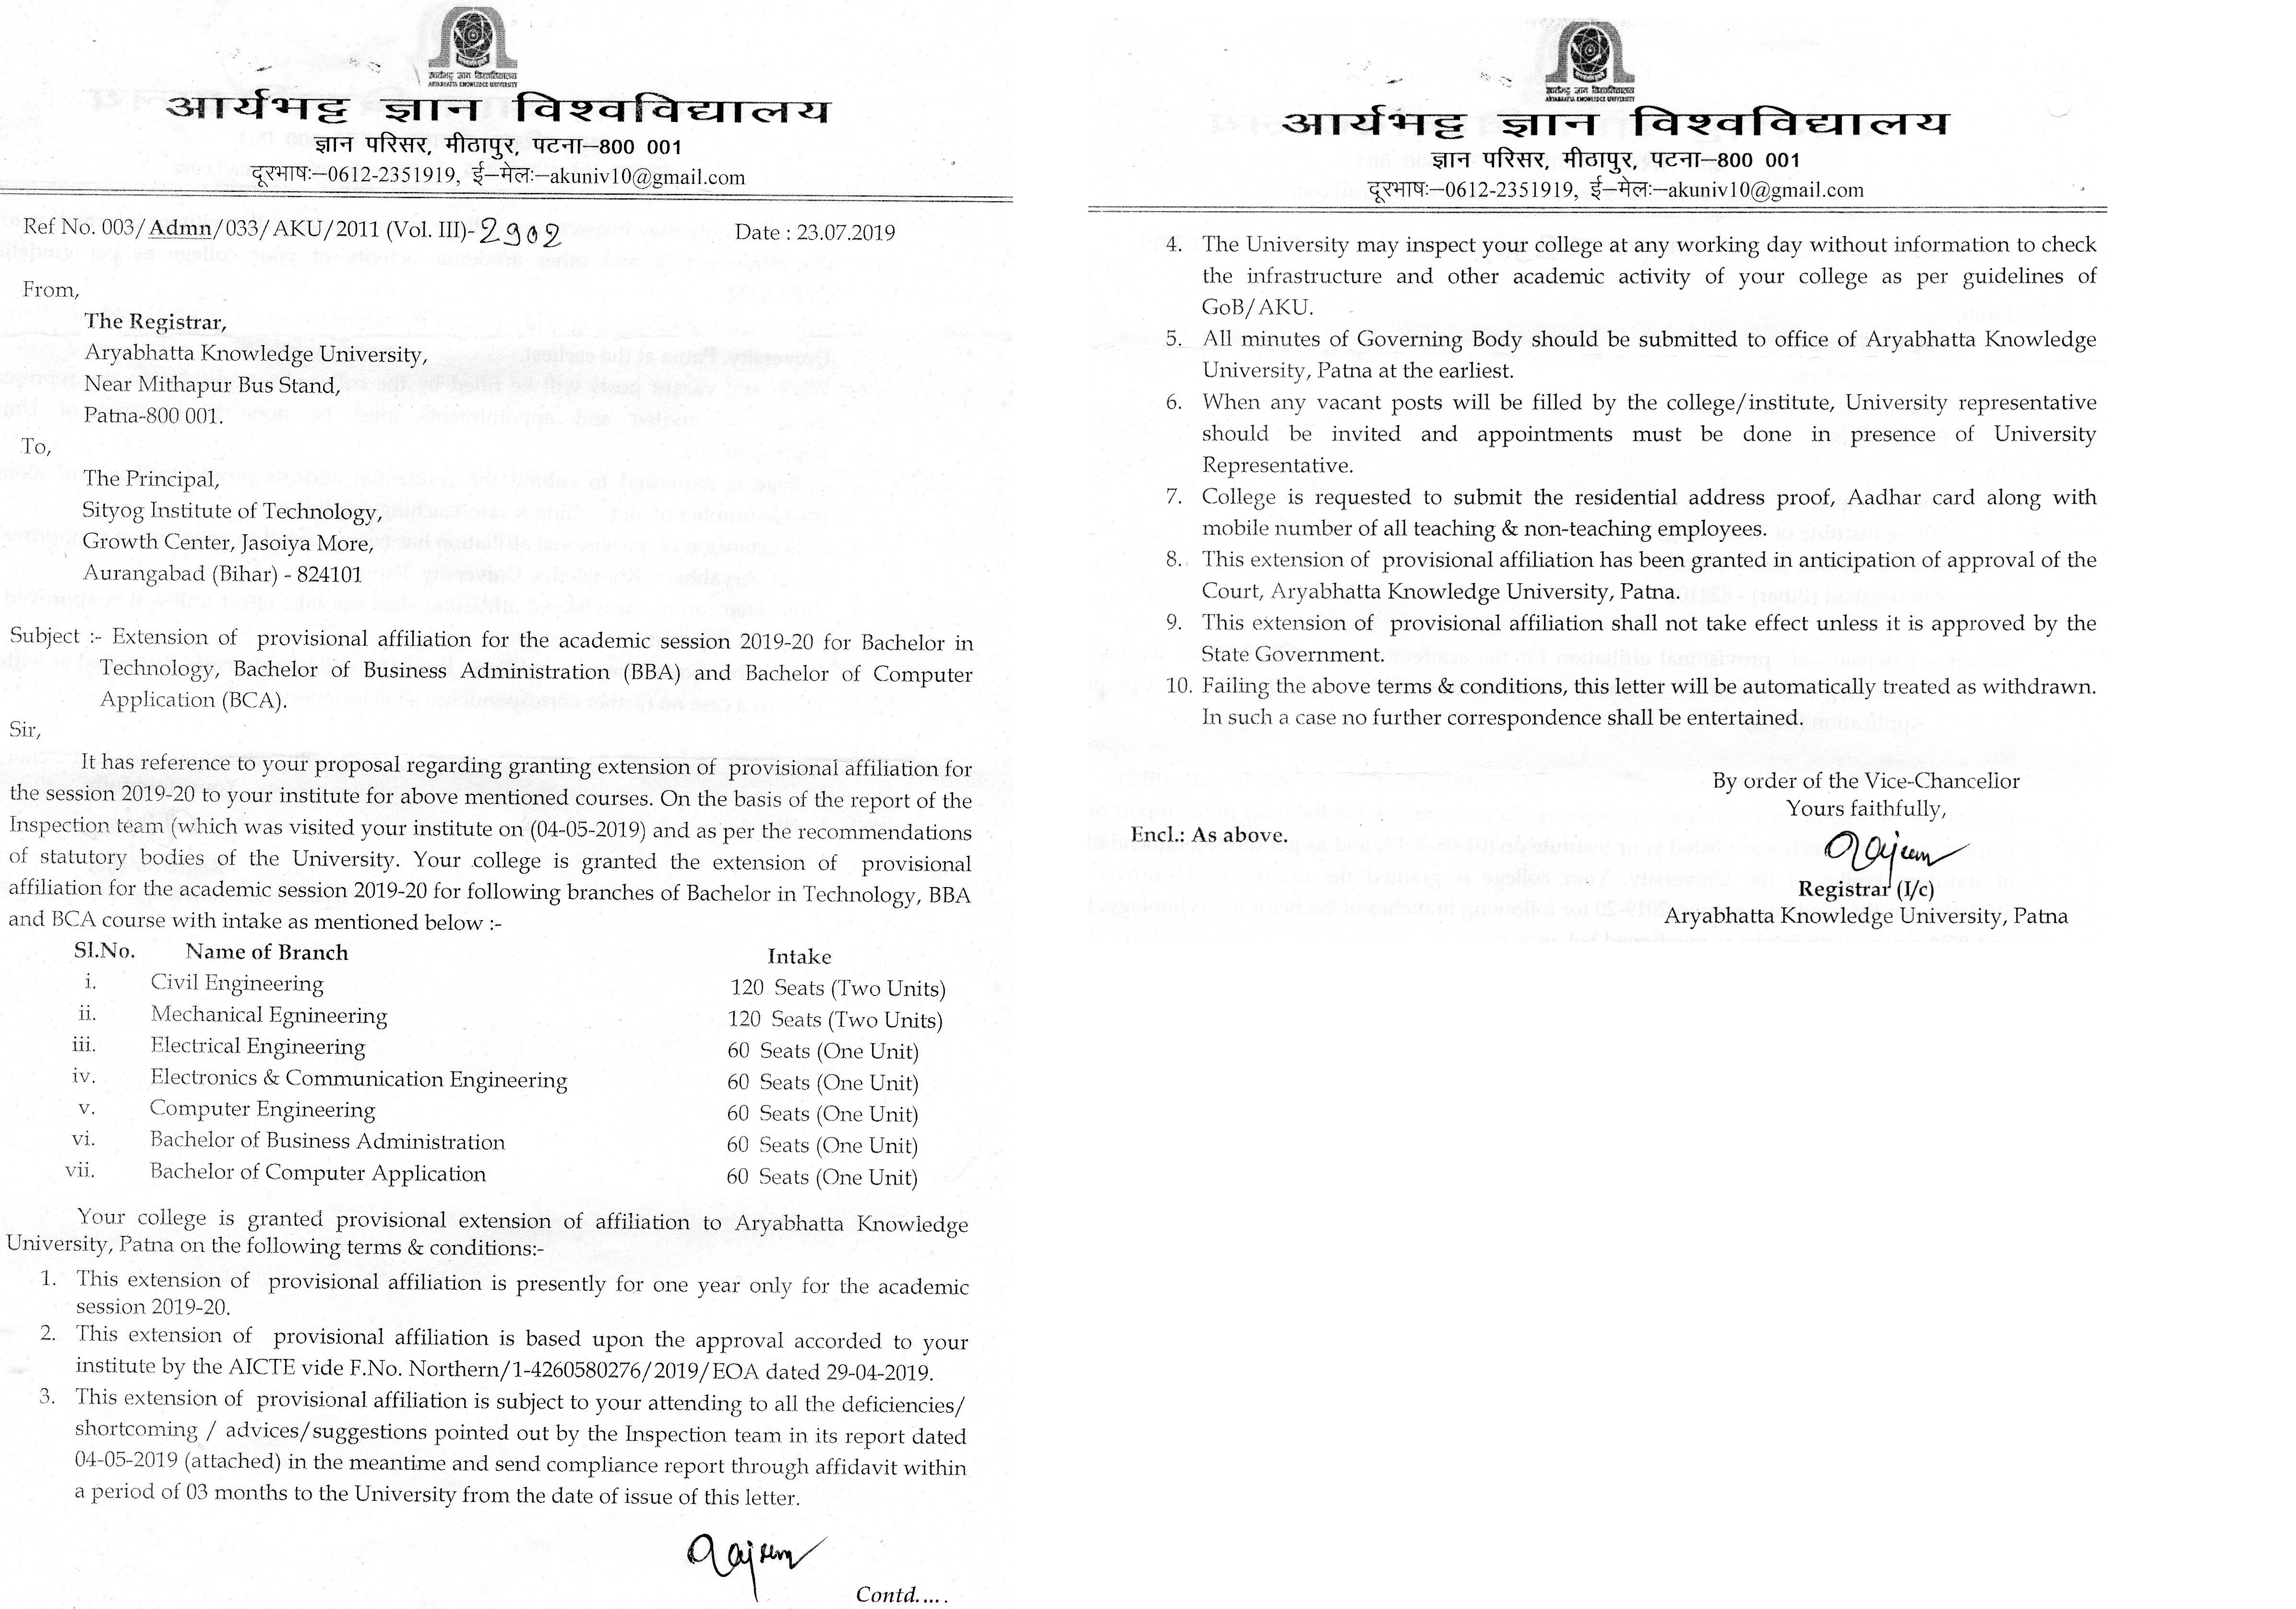 आर्यभट्ट ज्ञान विश्वविद्यालय
ARYABHATTA KNOWLEDGE UNIVERSITY
आर्यभट्ट ज्ञान विश्वविद्यालय
ज्ञान परिसर, मीठापुर, पटना–800 001
दूरभाषः–0612-2351919, ई–मेलः–akuniv10@gmail.com
Ref No. 003/Admn/033/AKU/2011 (Vol. III)-2902
Date : 23.07.2019
From,
The Registrar,
Aryabhatta Knowledge University,
Near Mithapur Bus Stand,
Patna-800 001.
To,
The Principal,
Sityog Institute of Technology,
Growth Center, Jasoiya More,
Aurangabad (Bihar) - 824101
Subject :- Extension of provisional affiliation for the academic session 2019-20 for Bachelor in
Technology, Bachelor of Business Administration (BBA) and Bachelor of Computer
Application (BCA).
Sir,
It has reference to your proposal regarding granting extension of provisional affiliation for
the session 2019-20 to your institute for above mentioned courses. On the basis of the report of the
Inspection team (which was visited your institute on (04-05-2019) and as per the recommendations
of statutory bodies of the University. Your college is granted the extension of provisional
affiliation for the academic session 2019-20 for following branches of Bachelor in Technology, BBA
and BCA course with intake as mentioned below :-
Sl.No. Name of Branch Intake
i. Civil Engineering 120 Seats (Two Units)
ii. Mechanical Egnineering 120 Seats (Two Units)
iii. Electrical Engineering 60 Seats (One Unit)
iv. Electronics & Communication Engineering 60 Seats (One Unit)
v. Computer Engineering 60 Seats (One Unit)
vi. Bachelor of Business Administration 60 Seats (One Unit)
vii. Bachelor of Computer Application 60 Seats (One Unit)
Your college is granted provisional extension of affiliation to Aryabhatta Knowledge
University, Patna on the following terms & conditions:-
1. This extension of provisional affiliation is presently for one year only for the academic
session 2019-20.
2. This extension of provisional affiliation is based upon the approval accorded to your
institute by the AICTE vide F.No. Northern/1-4260580276/2019/EOA dated 29-04-2019.
3. This extension of provisional affiliation is subject to your attending to all the deficiencies/
shortcoming / advices/suggestions pointed out by the Inspection team in its report dated
04-05-2019 (attached) in the meantime and send compliance report through affidavit within
a period of 03 months to the University from the date of issue of this letter.
Contd.....
आर्यभट्ट ज्ञान विश्वविद्यालय
ARYABHATTA KNOWLEDGE UNIVERSITY
आर्यभट्ट ज्ञान विश्वविद्यालय
ज्ञान परिसर, मीठापुर, पटना–800 001
दूरभाषः–0612-2351919, ई–मेलः–akuniv10@gmail.com
4. The University may inspect your college at any working day without information to check
the infrastructure and other academic activity of your college as per guidelines of
GoB/AKU.
5. All minutes of Governing Body should be submitted to office of Aryabhatta Knowledge
University, Patna at the earliest.
6. When any vacant posts will be filled by the college/institute, University representative
should be invited and appointments must be done in presence of University
Representative.
7. College is requested to submit the residential address proof, Aadhar card along with
mobile number of all teaching & non-teaching employees.
8. This extension of provisional affiliation has been granted in anticipation of approval of the
Court, Aryabhatta Knowledge University, Patna.
9. This extension of provisional affiliation shall not take effect unless it is approved by the
State Government.
10. Failing the above terms & conditions, this letter will be automatically treated as withdrawn.
In such a case no further correspondence shall be entertained.
By order of the Vice-Chancellor
Yours faithfully,
Encl.: As above.
Registrar (I/c)
Aryabhatta Knowledge University, Patna